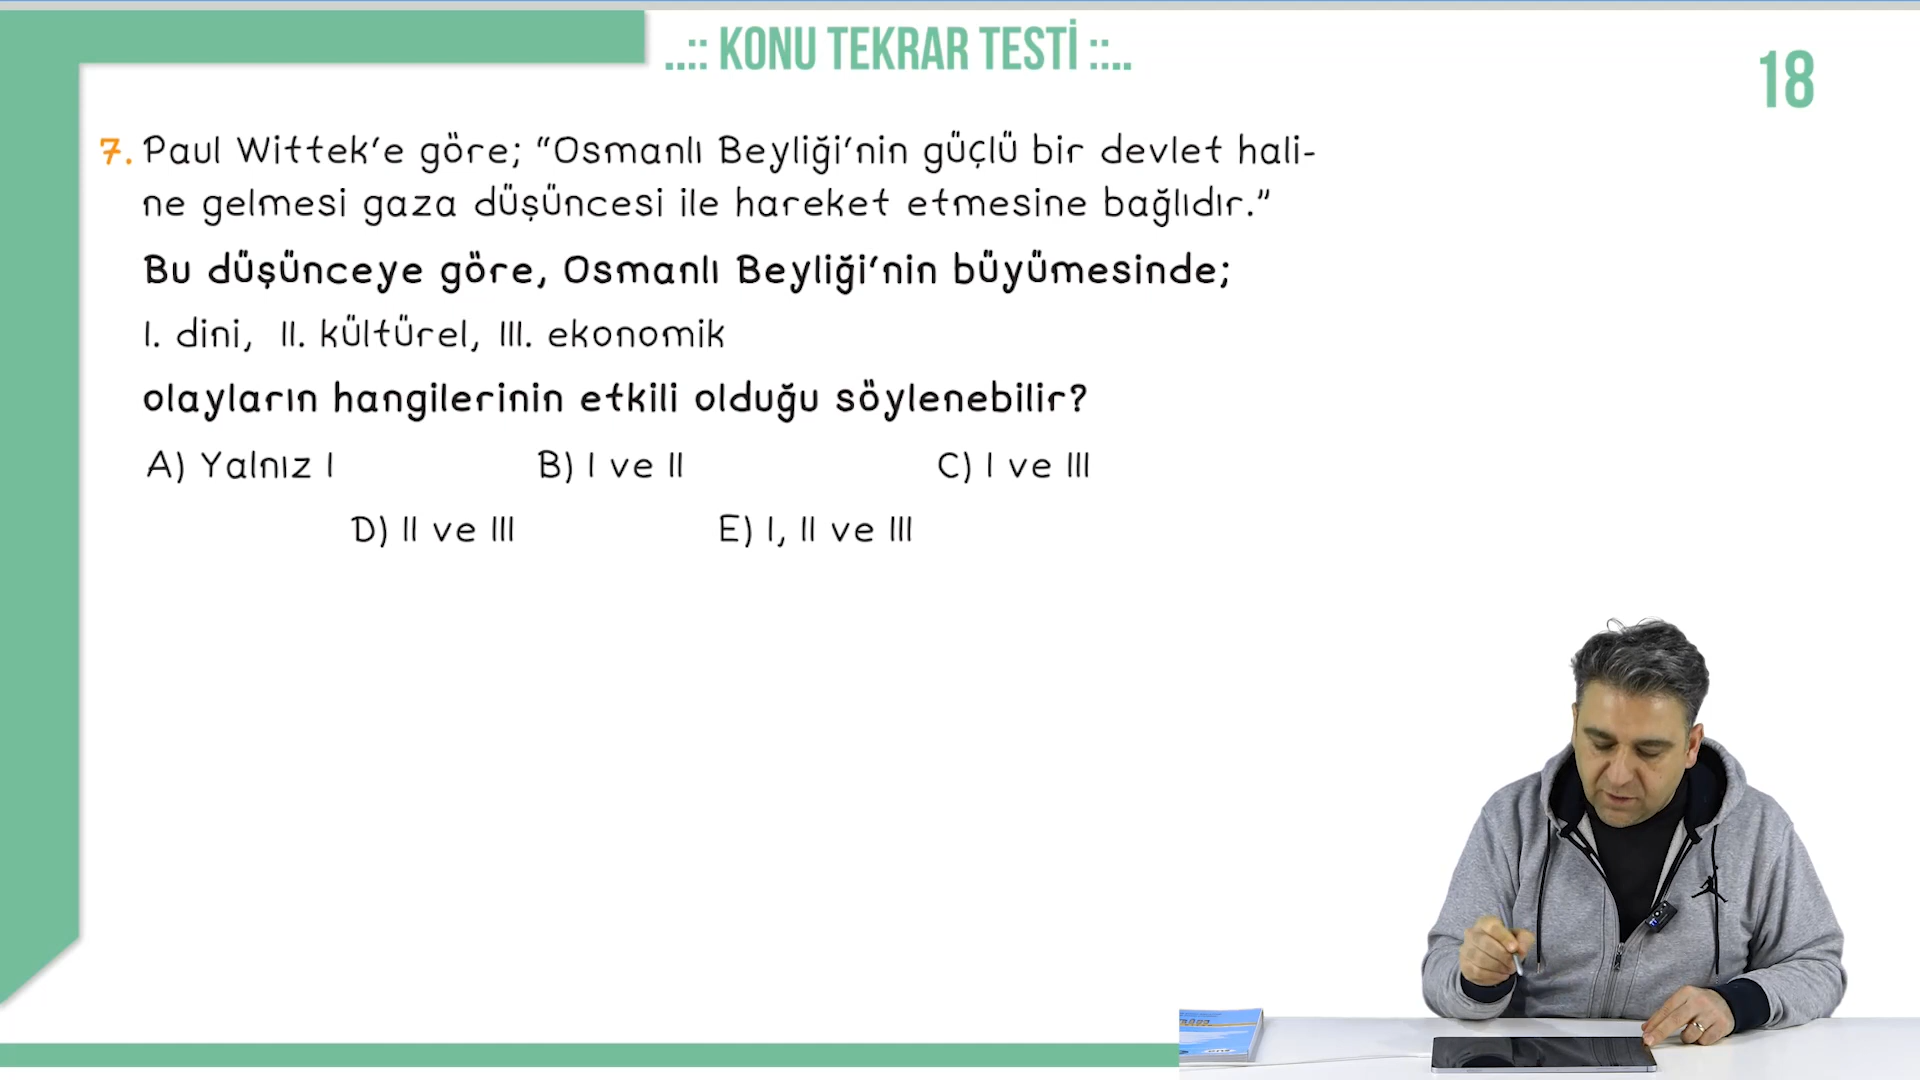 ..:: KONU TEKRAR TESTİ ::..
18
7. Paul Wittek’e göre; “Osmanlı Beyliği’nin güçlü bir devlet hali-
ne gelmesi gaza düşüncesi ile hareket etmesine bağlıdır.”
Bu düşünceye göre, Osmanlı Beyliği’nin büyümesinde;
I. dini, II. kültürel, III. ekonomik
olayların hangilerinin etkili olduğu söylenebilir?
A) Yalnız I B) I ve II C) I ve III
D) II ve III E) I, II ve III